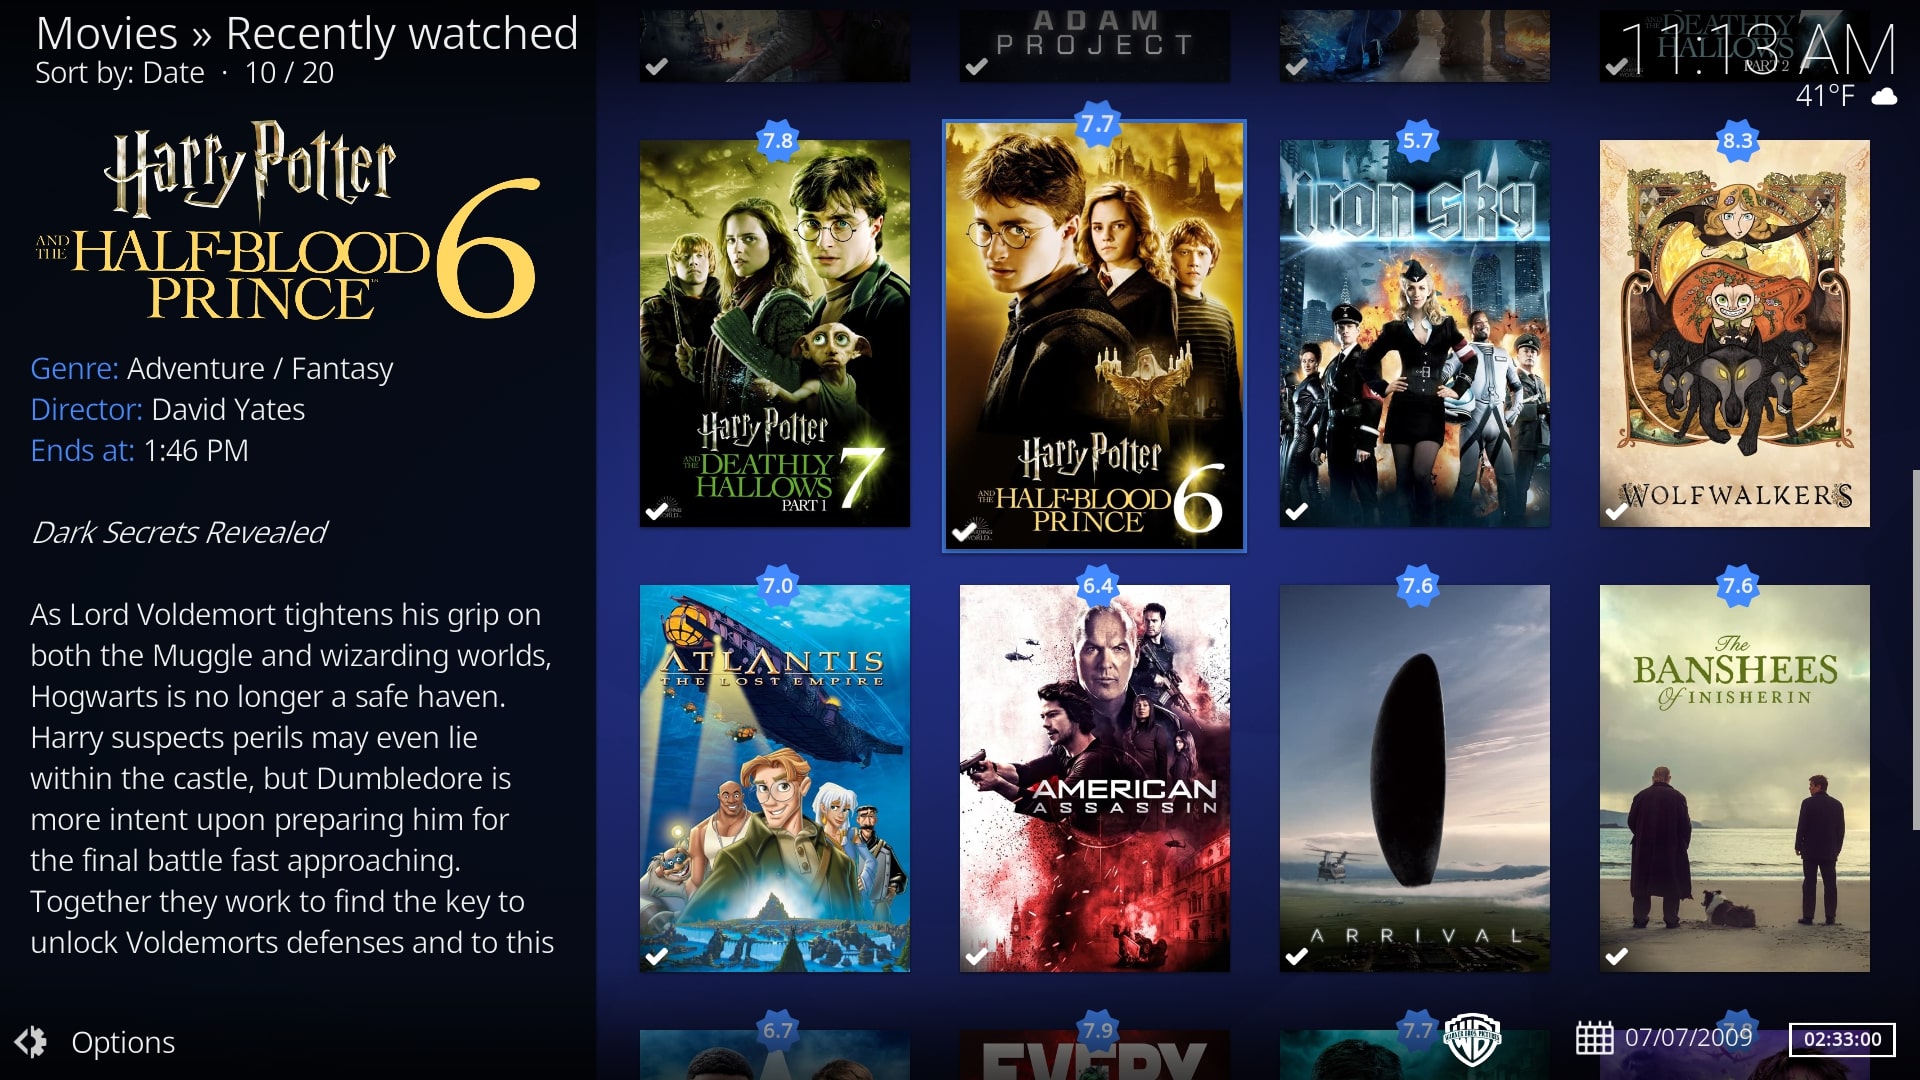 Movies » Recently watched
Sort by: Date · 10 / 20
11:13 AM
41°F
Harry Potter
AND THE HALF-BLOOD PRINCE 6
Genre: Adventure / Fantasy
Director: David Yates
Ends at: 1:46 PM
Dark Secrets Revealed
As Lord Voldemort tightens his grip on
both the Muggle and wizarding worlds,
Hogwarts is no longer a safe haven.
Harry suspects perils may even lie
within the castle, but Dumbledore is
more intent upon preparing him for
the final battle fast approaching.
Together they work to find the key to
unlock Voldemorts defenses and to this
Options
ADAM
PROJECT
AND THE DEATHLY
HALLOWS
PART 2
7.8
Harry Potter
AND THE DEATHLY
HALLOWS 7
PART 1
7.7
Harry Potter
AND THE HALF-BLOOD
PRINCE 6
5.7
iron sky
8.3
WOLFWALKERS
7.0
ATLANTIS
THE LOST EMPIRE
6.4
AMERICAN
ASSASSIN
7.6
ARRIVAL
7.6
The
BANSHEES
Of INISHERIN
6.7
7.9
EVERY
7.7
WB
07/07/2009
02:33:00